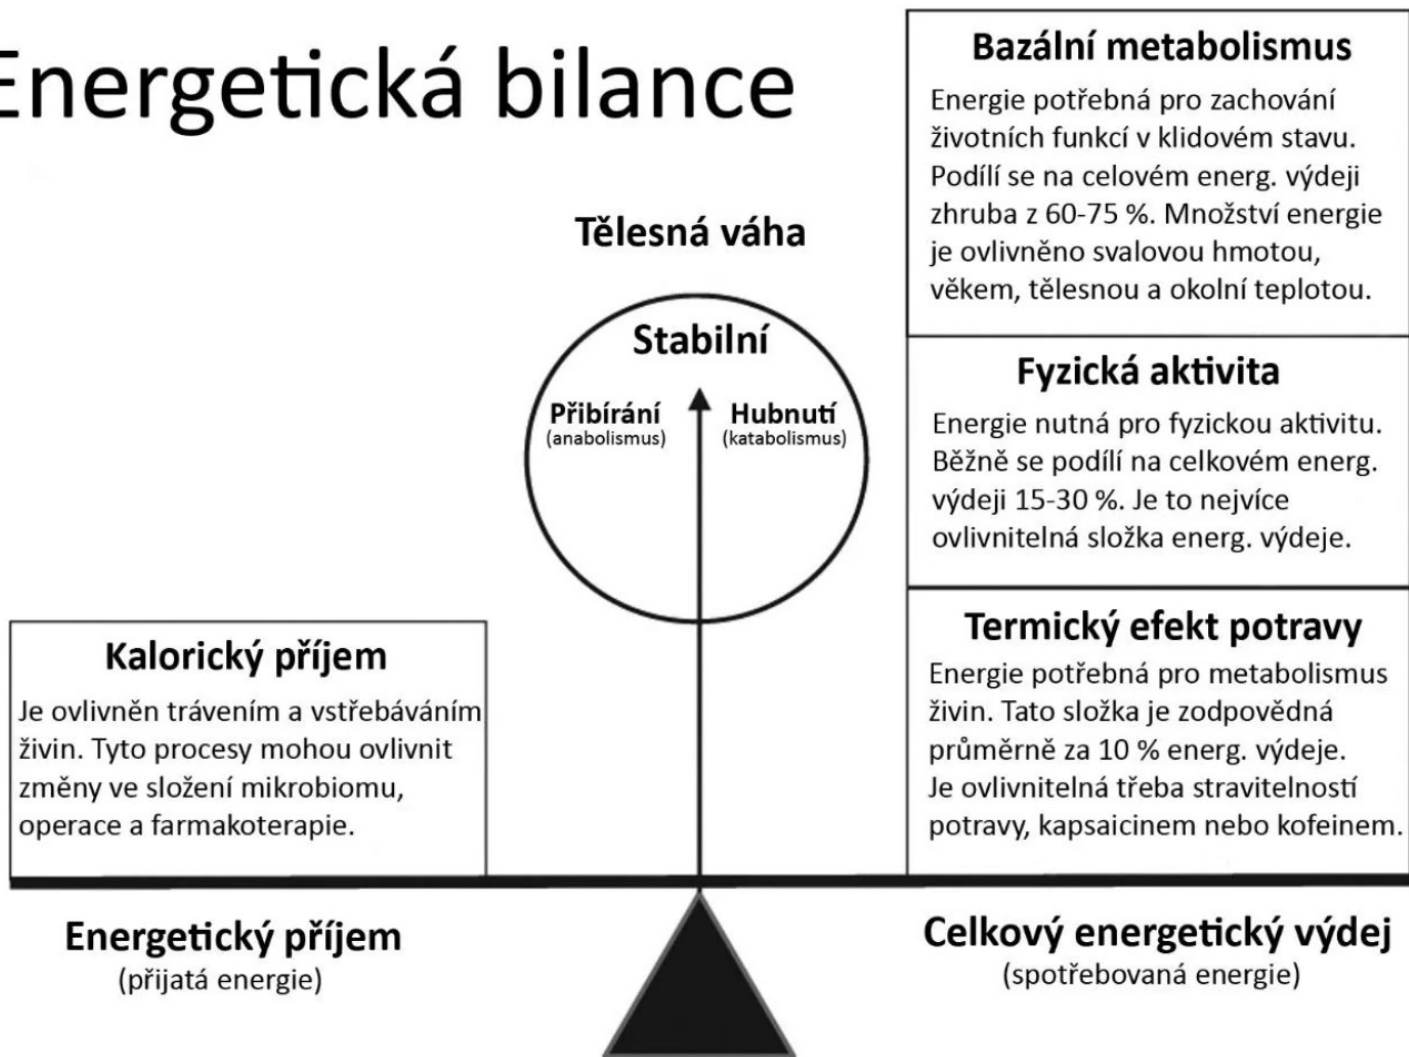 Energetická bilance
Bazální metabolismus
Energie potřebná pro zachování
životních funkcí v klidovém stavu.
Podílí se na celovém energ. výdeji
zhruba z 60-75 %. Množství energie
je ovlivněno svalovou hmotou,
věkem, tělesnou a okolní teplotou.
Fyzická aktivita
Energie nutná pro fyzickou aktivitu.
Běžně se podílí na celkovém energ.
výdeji 15-30 %. Je to nejvíce
ovlivnitelná složka energ. výdeje.
Termický efekt potravy
Energie potřebná pro metabolismus
živin. Tato složka je zodpovědná
průměrně za 10 % energ. výdeje.
Je ovlivnitelná třeba stravitelností
potravy, kapsaicinem nebo kofeinem.
Tělesná váha
Stabilní
Přibírání
(anabolismus)
Hubnutí
(katabolismus)
Kalorický příjem
Je ovlivněn trávením a vstřebáváním
živin. Tyto procesy mohou ovlivnit
změny ve složení mikrobiomu,
operace a farmakoterapie.
Energetický příjem
(přijatá energie)
Celkový energetický výdej
(spotřebovaná energie)